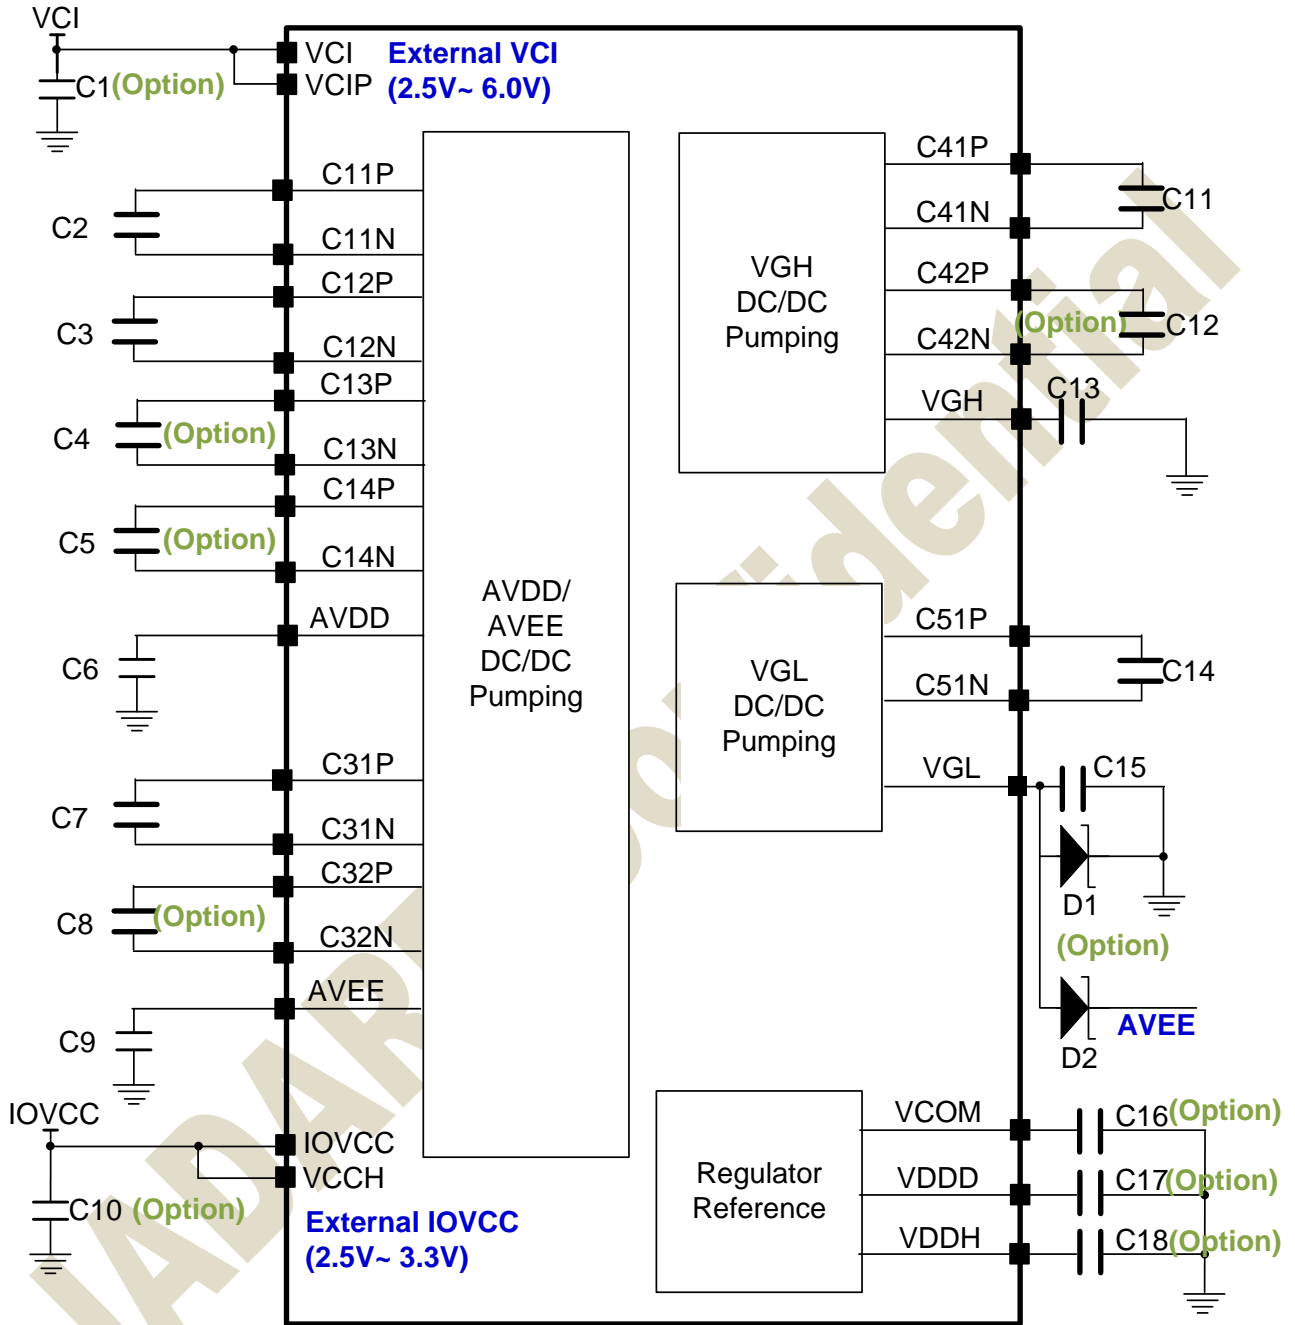 VCI
C1(Option)
VCI
VCIP
External VCI
(2.5V~ 6.0V)
C2
C11P
C11N
C3
C12P
C12N
C4
(Option)
C13P
C13N
C5
(Option)
C14P
C14N
C6
AVDD
C7
C31P
C31N
C8
(Option)
C32P
C32N
C9
AVEE
AVDD/
AVEE
DC/DC
Pumping
IOVCC
C10 (Option)
IOVCC
VCCH
External IOVCC
(2.5V~ 3.3V)
VGH
DC/DC
Pumping
C41P
C41N
C11
C42P
C42N
(Option)
C12
VGH
C13
VGL
DC/DC
Pumping
C51P
C51N
C14
VGL
C15
D1
(Option)
D2
AVEE
Regulator
Reference
VCOM
C16(Option)
VDDD
C17(Option)
VDDH
C18(Option)